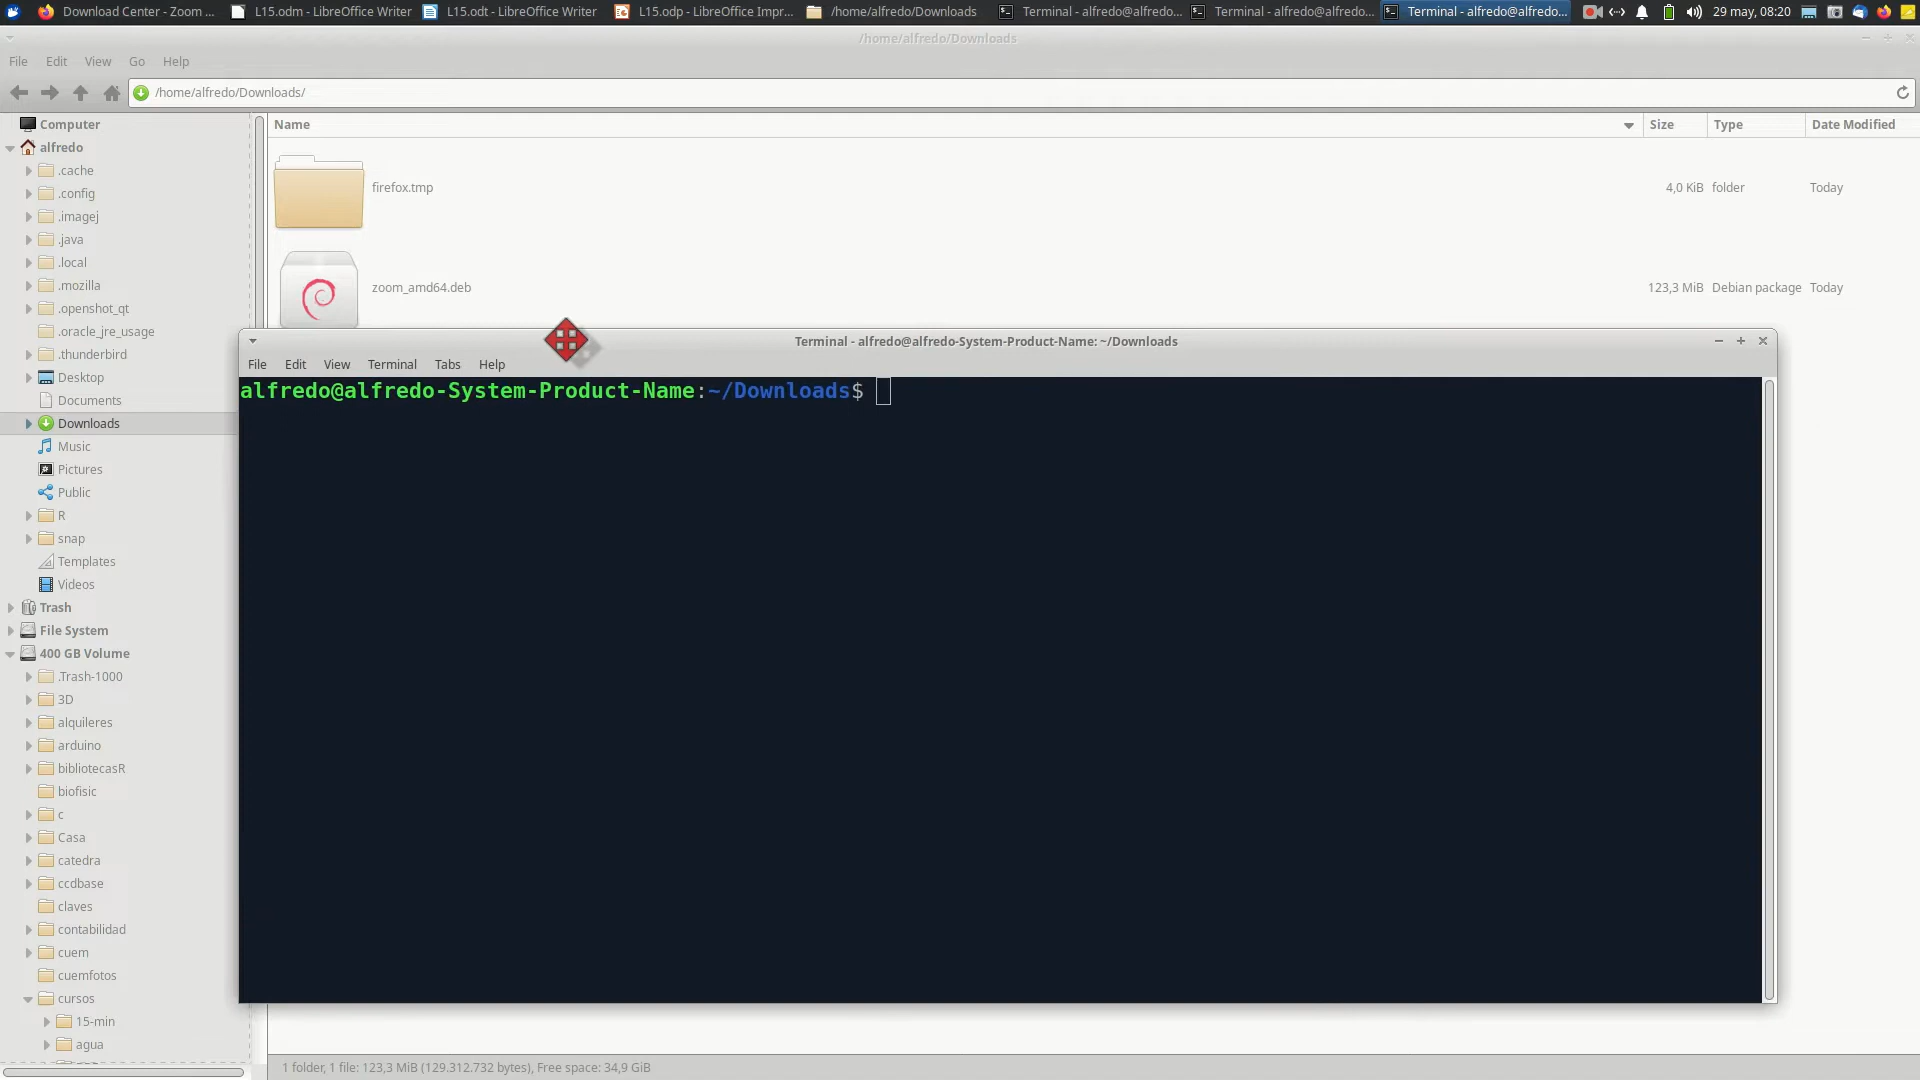 Download Center - Zoom ... L15.odm - LibreOffice Writer L15.odt - LibreOffice Writer L15.odp - LibreOffice Impr... /home/alfredo/Downloads Terminal - alfredo@alfredo... Terminal - alfredo@alfredo... Terminal - alfredo@alfredo... 29 may, 08:20
/home/alfredo/Downloads
File Edit View Go Help
/home/alfredo/Downloads/
Name Size Type Date Modified
firefox.tmp 4,0 KiB folder Today
zoom_amd64.deb 123,3 MiB Debian package Today
Computer
alfredo
.cache
.config
.imagej
.java
.local
.mozilla
.openshot_qt
.oracle_jre_usage
.thunderbird
Desktop
Documents
Downloads
Music
Pictures
Public
R
snap
Templates
Videos
Trash
File System
400 GB Volume
.Trash-1000
3D
alquileres
arduino
bibliotecasR
biofisic
c
Casa
catedra
ccdbase
claves
contabilidad
cuem
cuemfotos
cursos
15-min
agua
Terminal - alfredo@alfredo-System-Product-Name: ~/Downloads
File Edit View Terminal Tabs Help
alfredo@alfredo-System-Product-Name:~/Downloads$
1 folder, 1 file: 123,3 MiB (129.312.732 bytes), Free space: 34,9 GiB